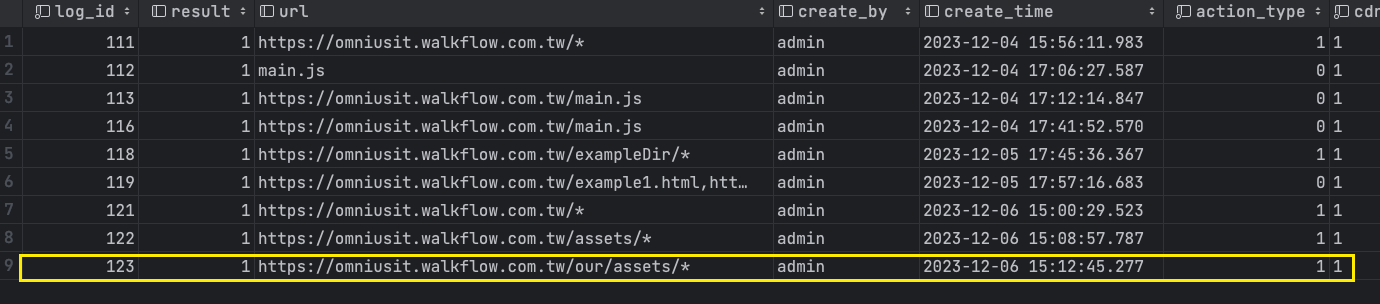 log_id result url create_by create_time action_type cdn
1 111 1 https://omniusit.walkflow.com.tw/* admin 2023-12-04 15:56:11.983 1 1
2 112 1 main.js admin 2023-12-04 17:06:27.587 0 1
3 113 1 https://omniusit.walkflow.com.tw/main.js admin 2023-12-04 17:12:14.847 0 1
4 116 1 https://omniusit.walkflow.com.tw/main.js admin 2023-12-04 17:41:52.570 0 1
5 118 1 https://omniusit.walkflow.com.tw/exampleDir/* admin 2023-12-05 17:45:36.367 1 1
6 119 1 https://omniusit.walkflow.com.tw/example1.html,htt… admin 2023-12-05 17:57:16.683 0 1
7 121 1 https://omniusit.walkflow.com.tw/* admin 2023-12-06 15:00:29.523 1 1
8 122 1 https://omniusit.walkflow.com.tw/assets/* admin 2023-12-06 15:08:57.787 1 1
9 123 1 https://omniusit.walkflow.com.tw/our/assets/* admin 2023-12-06 15:12:45.277 1 1